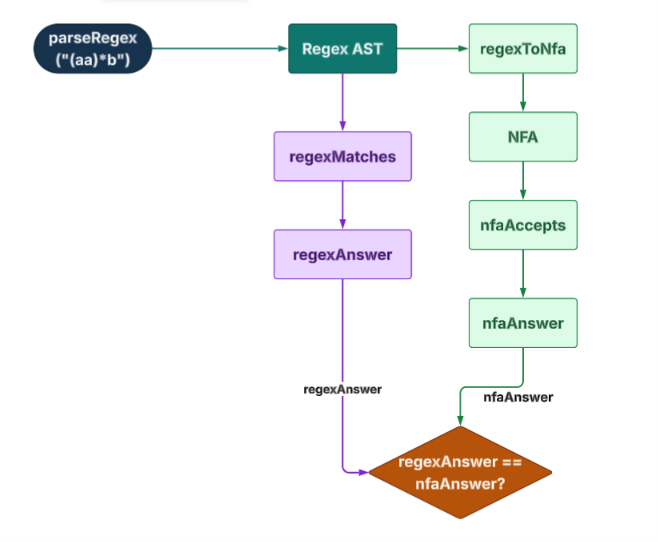 parseRegex
("(aa)*b")
Regex AST
regexToNfa
regexMatches
NFA
regexAnswer
nfaAccepts
nfaAnswer
regexAnswer
nfaAnswer
regexAnswer ==
nfaAnswer?